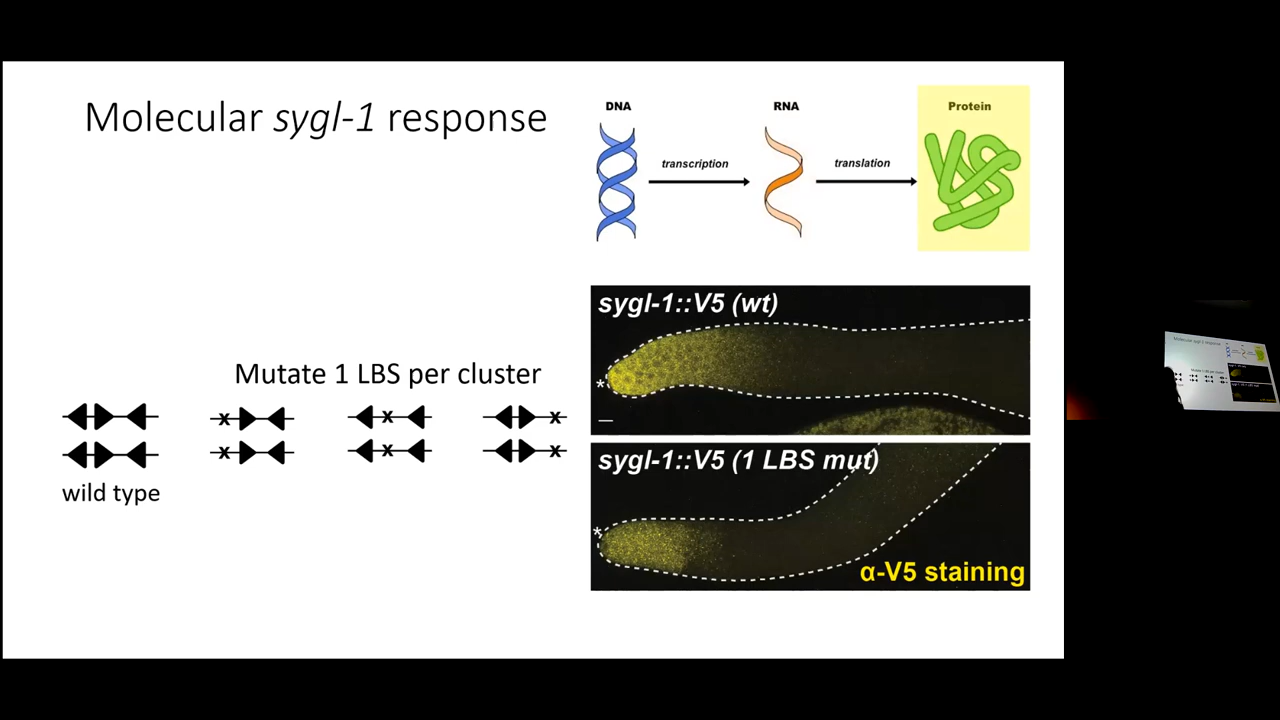 Molecular sygl-1 response
DNA
RNA
Protein
transcription
translation
sygl-1::V5 (wt)
*
Mutate 1 LBS per cluster
x
x
x
x
x
x
wild type
sygl-1::V5 (1 LBS mut)
*
α-V5 staining